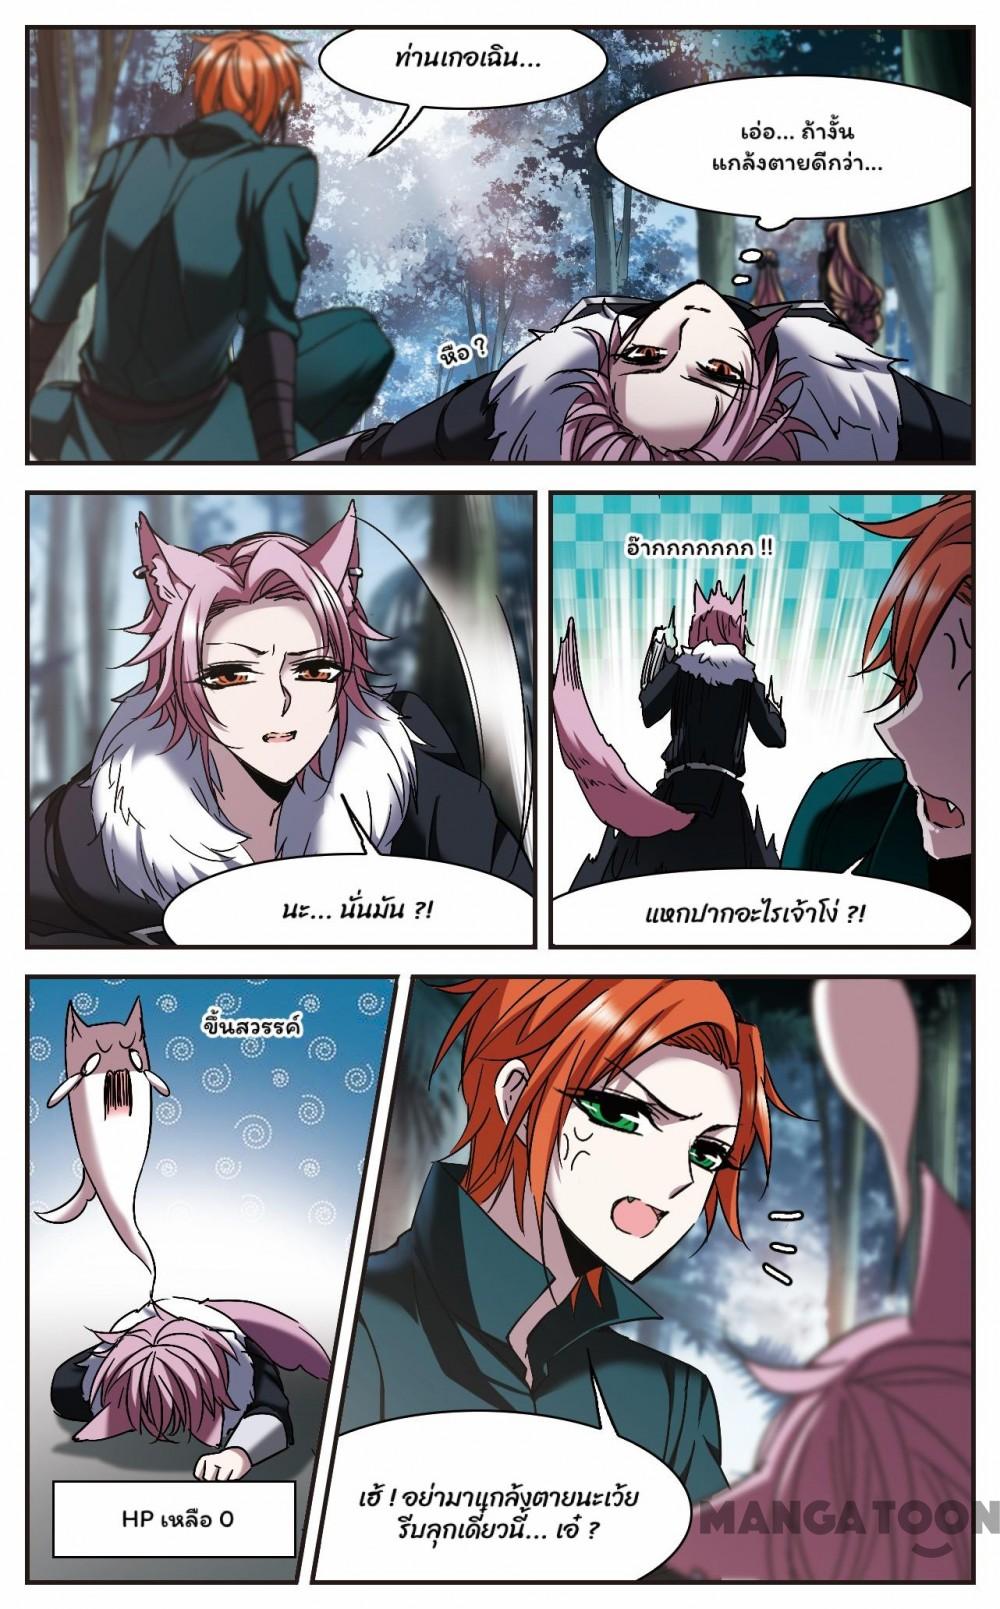 ท่านเกอเฉิน...
เอ่อ... ถ้างั้น
แกล้งตายดีกว่า...
หือ ?
นะ... นั่นมัน ?!
อ๊ากกกกกกก !!
แหกปากอะไรเจ้าโง่ ?!
ขึ้นสวรรค์
HP เหลือ 0
เฮ้ ! อย่ามาแกล้งตายนะเว้ย
รีบลุกเดี๋ยวนี้... เอ๋ ?
MANGATOON